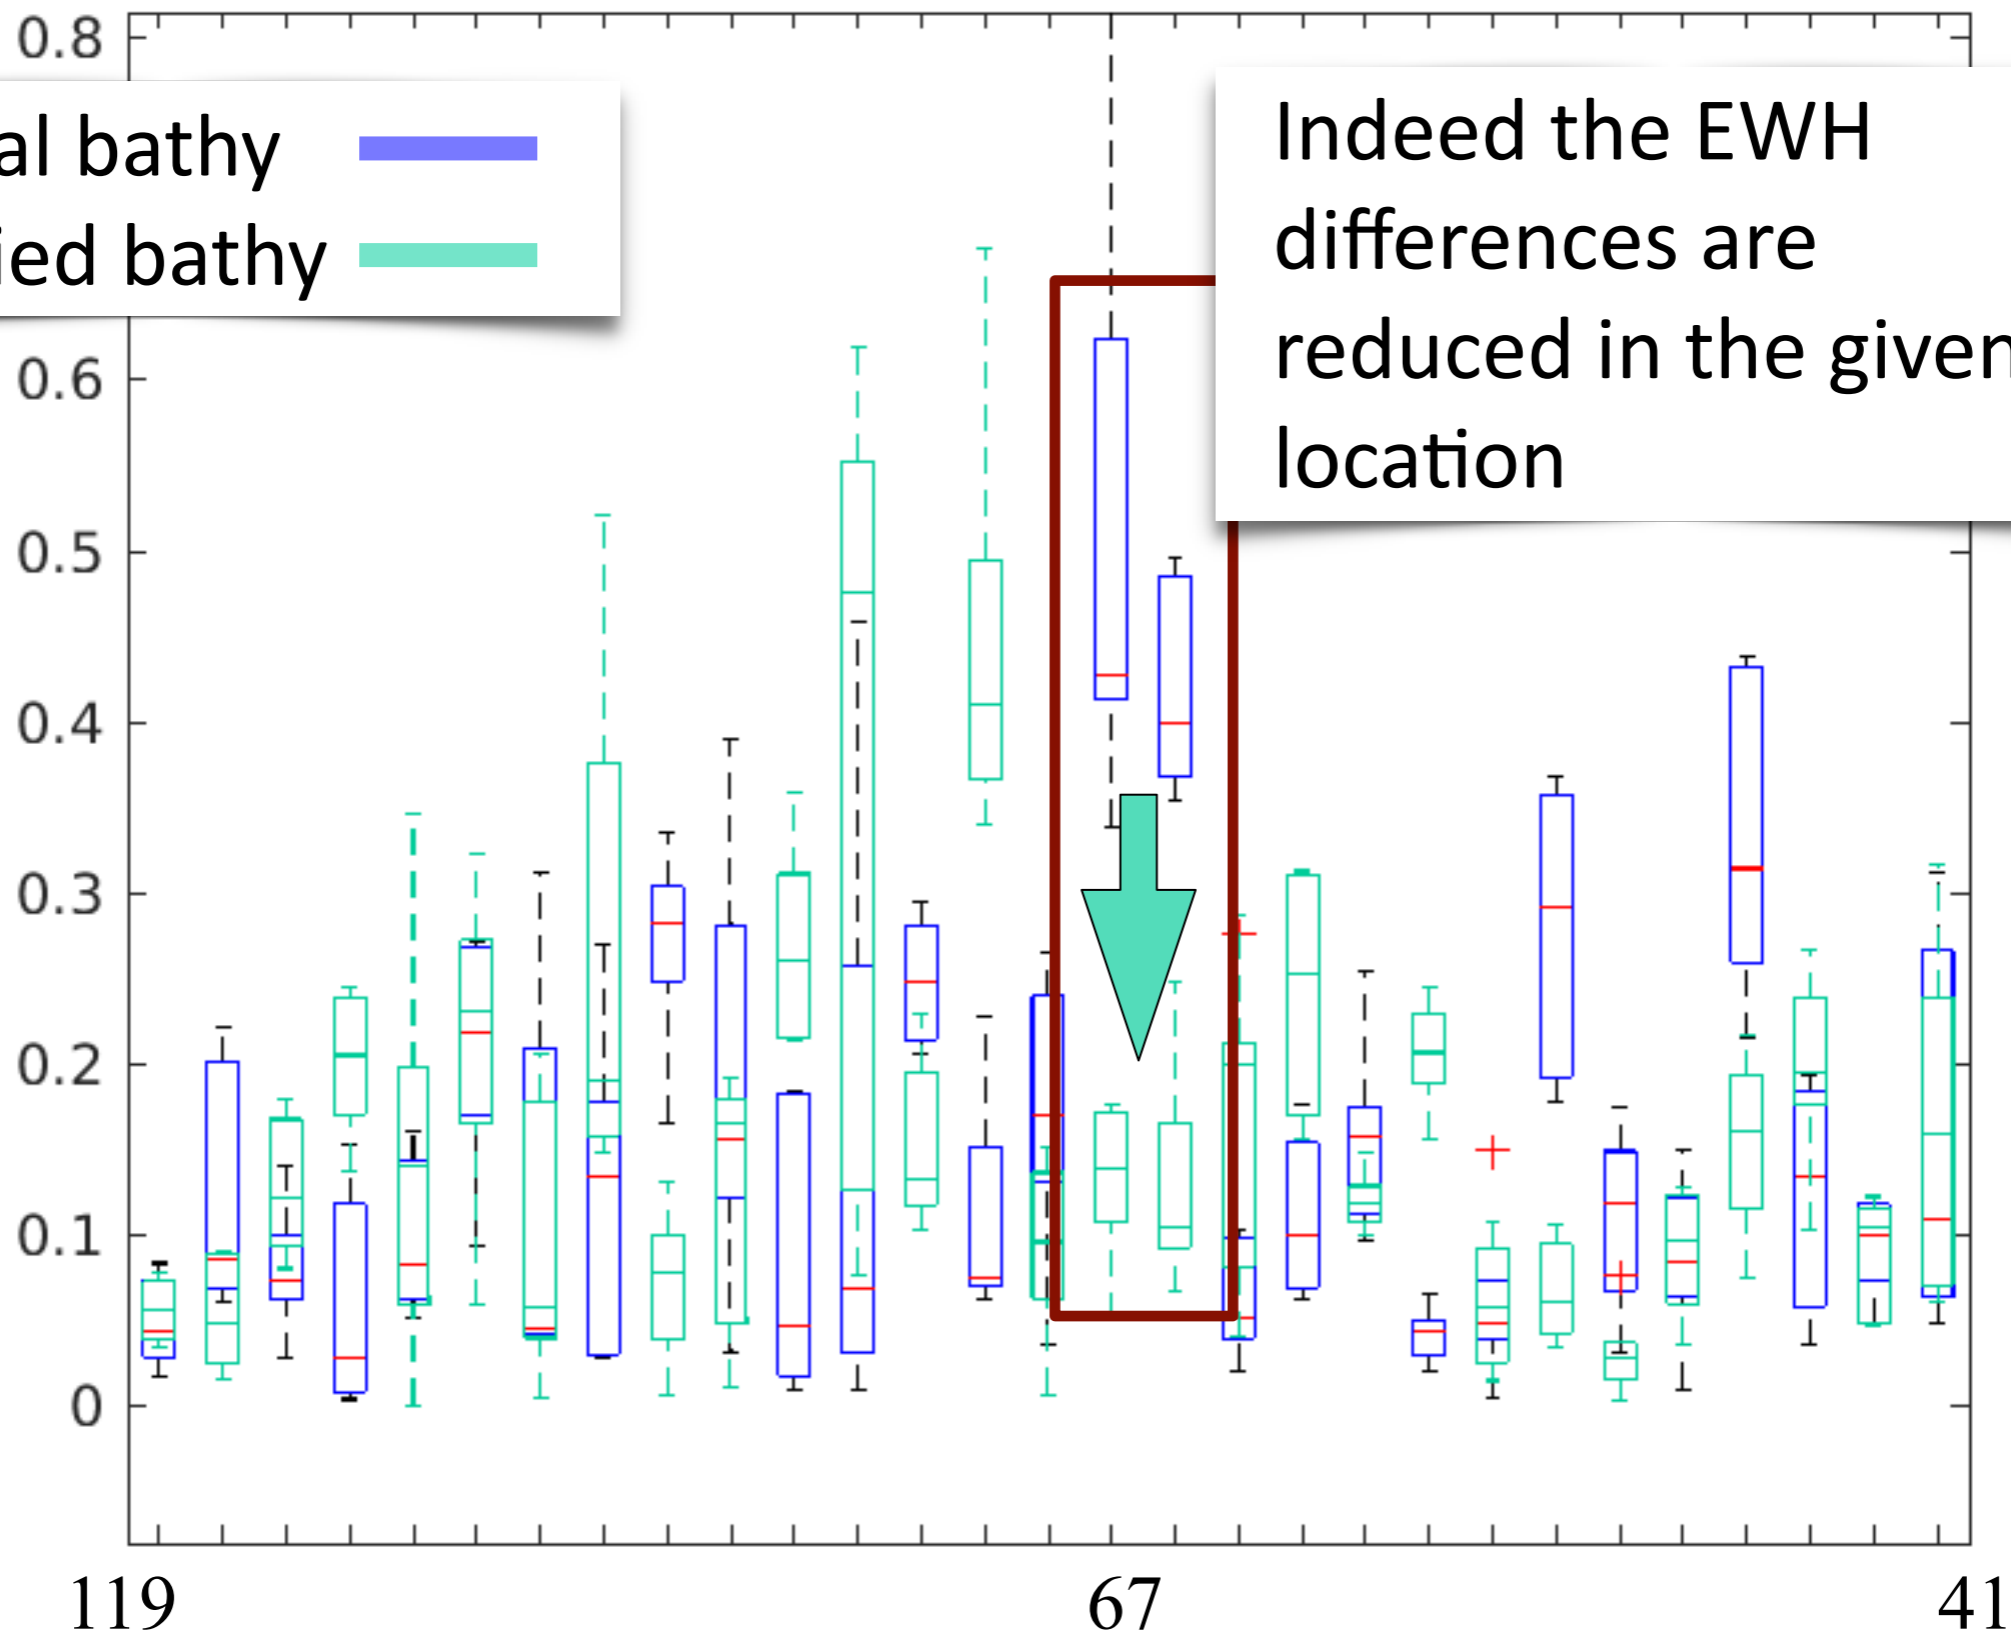 0.8
al bathy
ied bathy
Indeed the EWH
differences are
reduced in the given
location
0.6
0.5
0.4
0.3
0.2
0.1
0
119
67
41